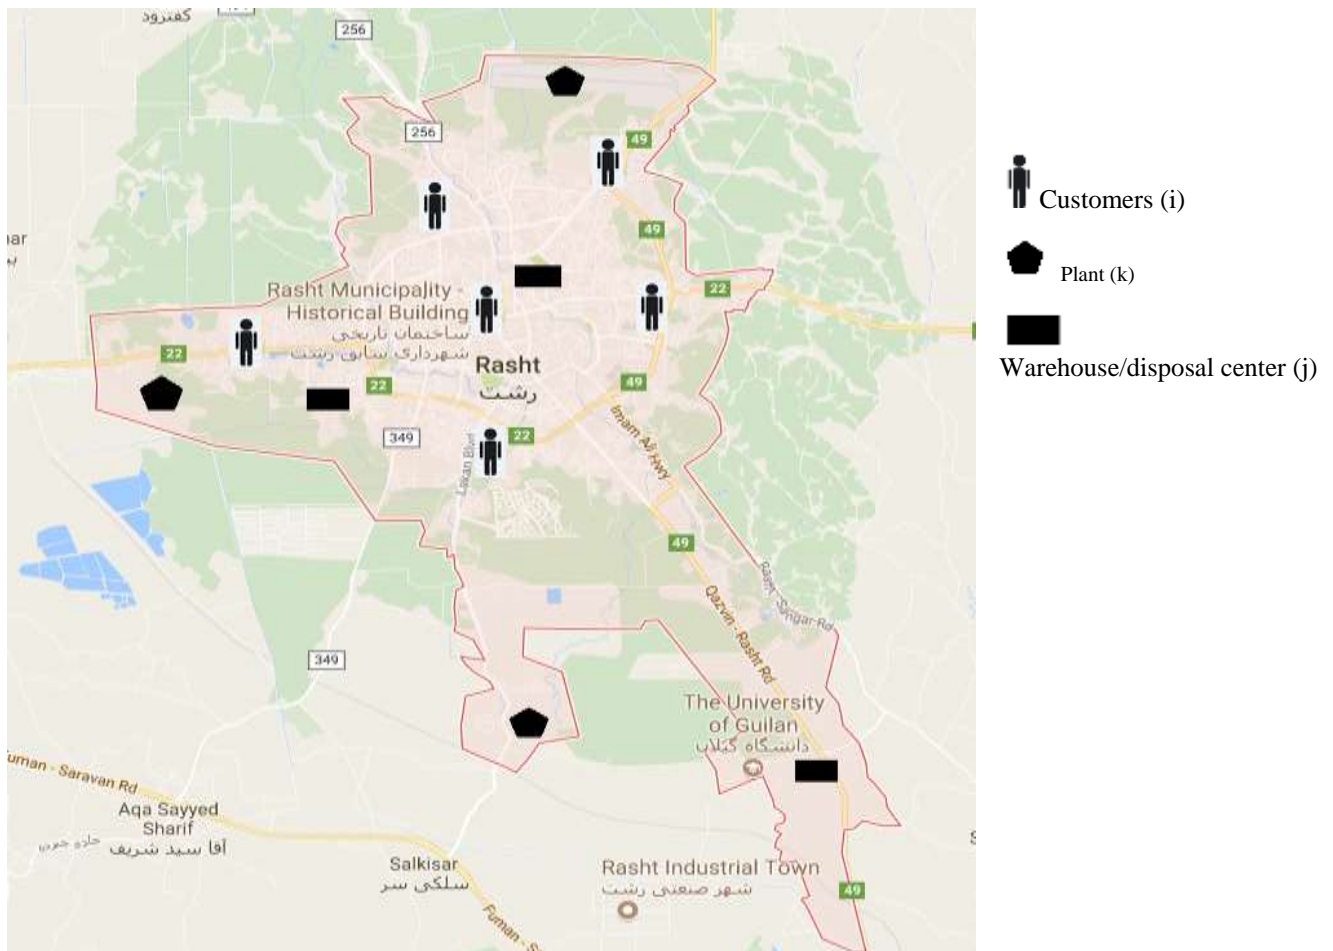 کفترود
256
256
49
49
22
Rasht Municipality -
Historical Building
ساختمان تاریخی
شهرداری سابق رشت
22
Rasht
رشت
22
49
349
22
Lakan Blvd
Imam Ali Hwy
49
Qazvin - Rasht Rd
349
The University
of Guilan
دانشگاه گیلان
Fuman - Saravan Rd
Aqa Sayyed
Sharif
آقا سید شریف
Salkisar
سلکی سر
Rasht Industrial Town
شهر صنعتی رشت
49
Customers (i)
Plant (k)
Warehouse/disposal center (j)